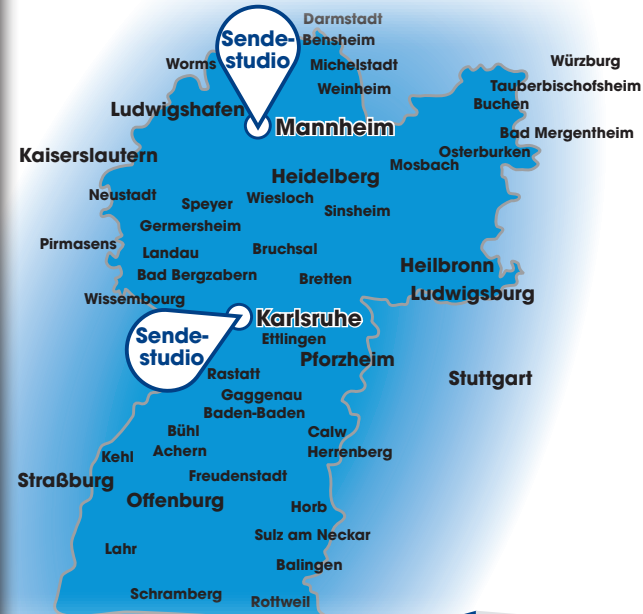 Darmstadt
Sende-
studio
Bensheim
Worms
Michelstadt
Würzburg
Weinheim
Tauberbischofsheim
Buchen
Ludwigshafen
Mannheim
Bad Mergentheim
Kaiserslautern
Osterburken
Mosbach
Heidelberg
Neustadt
Speyer
Wiesloch
Sinsheim
Germersheim
Pirmasens
Landau
Bruchsal
Heilbronn
Bad Bergzabern
Bretten
Ludwigsburg
Wissembourg
Karlsruhe
Sende-
studio
Ettlingen
Pforzheim
Rastatt
Stuttgart
Gaggenau
Baden-Baden
Bühl
Calw
Achern
Herrenberg
Kehl
Straßburg
Freudenstadt
Offenburg
Horb
Sulz am Neckar
Lahr
Balingen
Schramberg
Rottweil